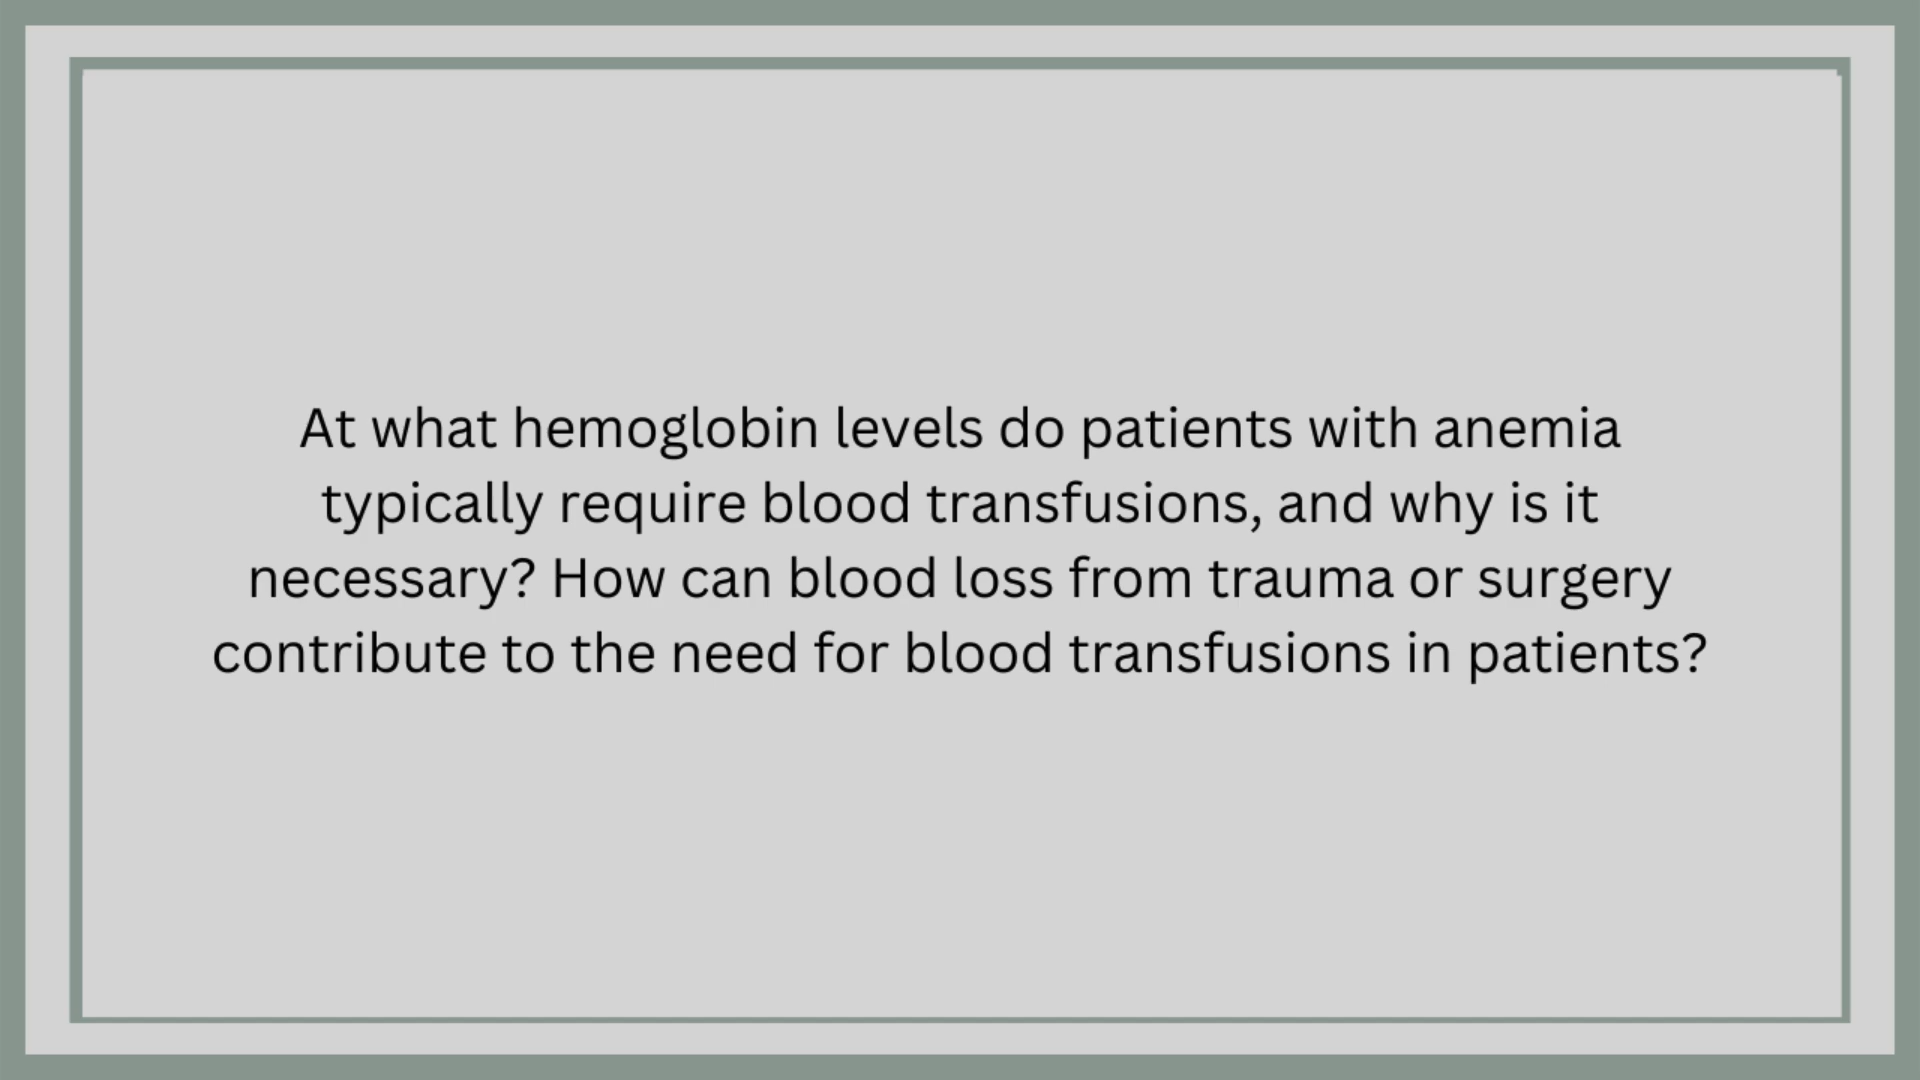 At what hemoglobin levels do patients with anemia
typically require blood transfusions, and why is it
necessary? How can blood loss from trauma or surgery
contribute to the need for blood transfusions in patients?